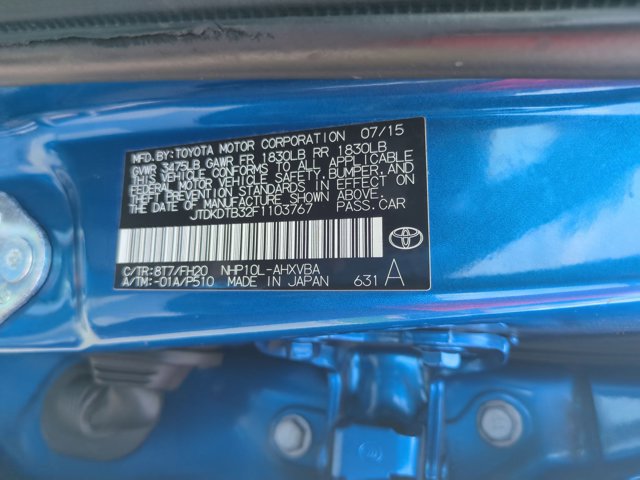 MFD.BY: TOYOTA MOTOR CORPORATION 07/15
GVWR 3475LB GAWR FR 1830LB RR 1830LB
THIS VEHICLE CONFORMS TO ALL APPLICABLE
FEDERAL MOTOR VEHICLE SAFETY, BUMPER, AND
THEFT PREVENTION STANDARDS IN EFFECT ON
THE DATE OF MANUFACTURE SHOWN ABOVE.
JTDKDTB32F1103767 PASS.CAR
C/TR: 8T7/FH20 NHP10L-AHXVBA
A/TM: -01A/P510 MADE IN JAPAN 631 A